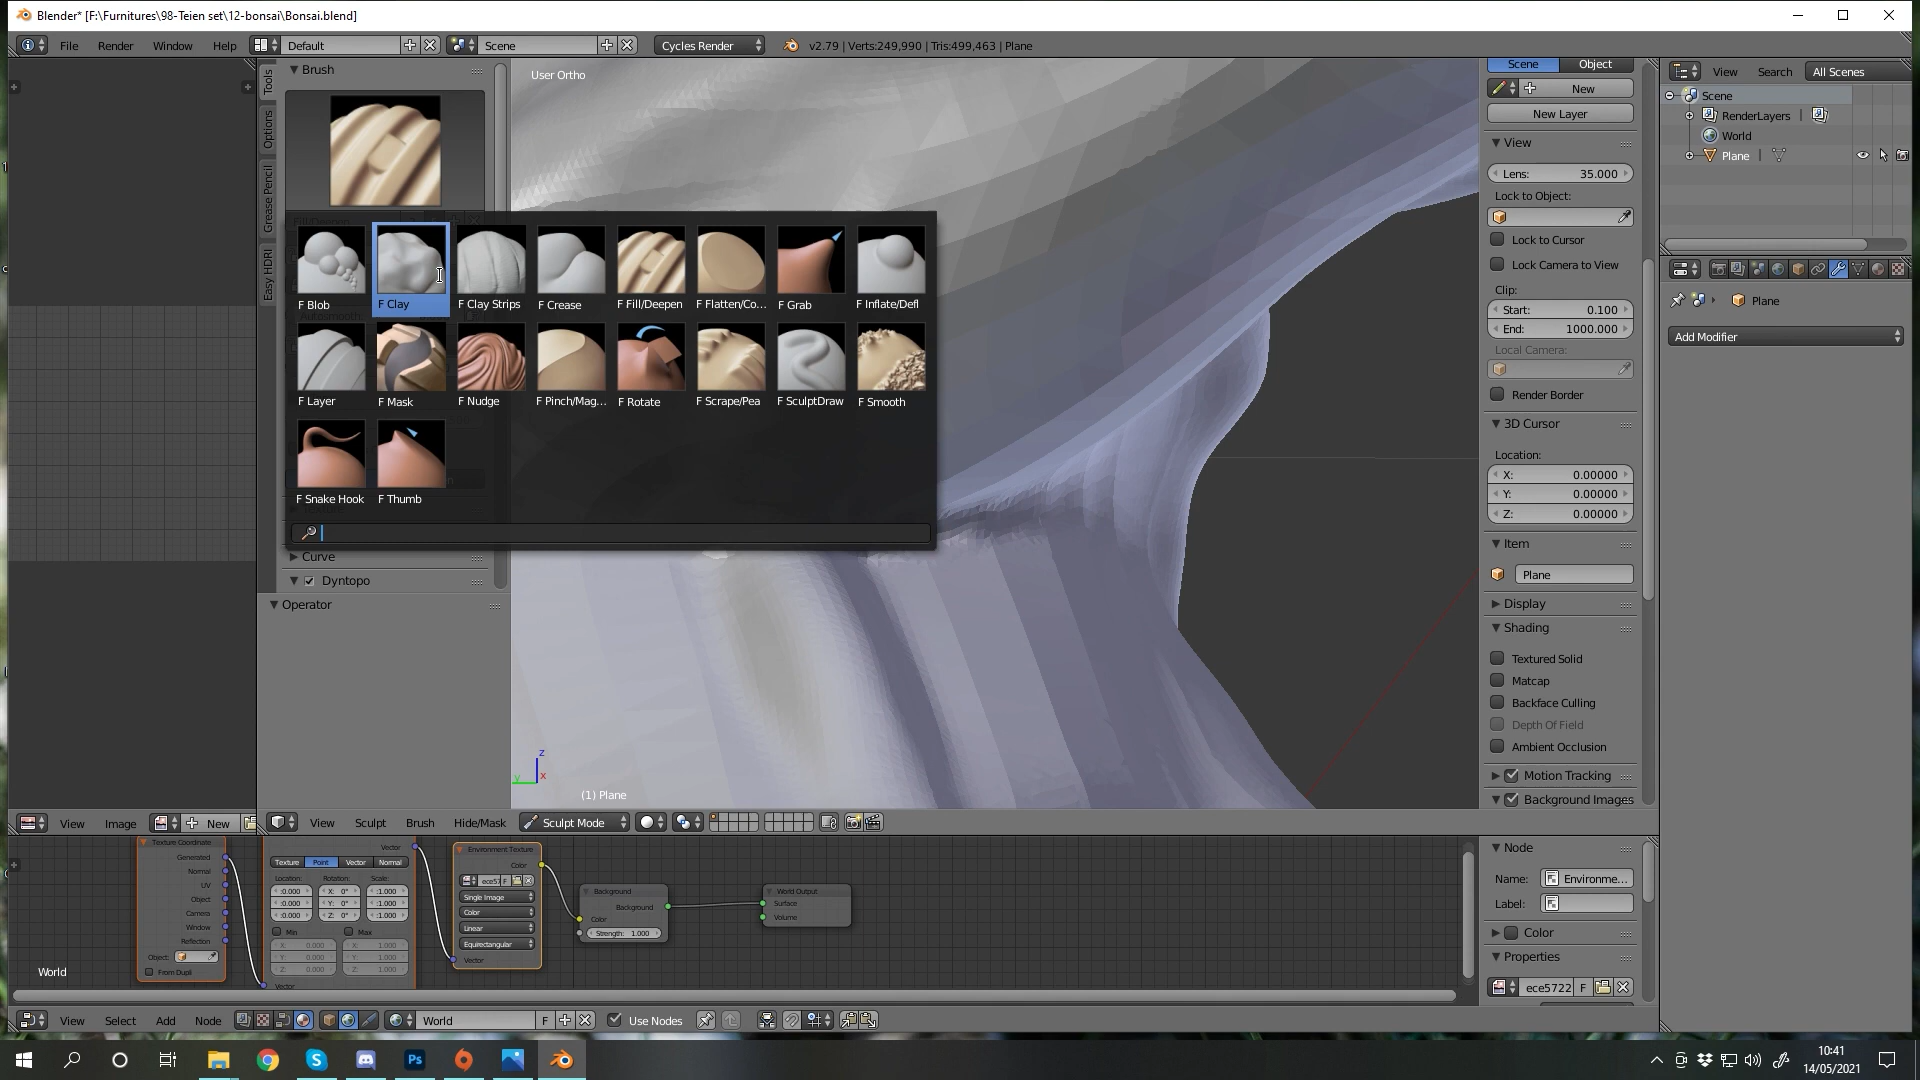 Blender* [F:\Furnitures\98-Teien set\12-bonsai\Bonsai.blend]
File Render Window Help Default Scene Cycles Render v2.79 | Verts:249,990 | Tris:499,463 | Plane
Tools
Options
Grease Pencil
Easy HDRI
Brush
F Blob F Clay F Clay Strips F Crease F Fill/Deepen F Flatten/Co... F Grab F Inflate/Defl
F Layer F Mask F Nudge F Pinch/Mag... F Rotate F Scrape/Pea F SculptDraw F Smooth
F Snake Hook F Thumb
Curve
Dyntopo
Operator
User Ortho
z
y x
(1) Plane
Scene Object
New
New Layer
View
Lens: 35.000
Lock to Object:
Lock to Cursor
Lock Camera to View
Clip:
Start: 0.100
End: 1000.000
Local Camera:
Render Border
3D Cursor
Location:
X: 0.00000
Y: 0.00000
Z: 0.00000
Item
Plane
Display
Shading
Textured Solid
Matcap
Backface Culling
Depth Of Field
Ambient Occlusion
Motion Tracking
Background Images
View Search All Scenes
Scene
RenderLayers
World
Plane
Plane
Add Modifier
View Image New
View Sculpt Brush Hide/Mask Sculpt Mode
Texture Coordinate
Generated
Normal
UV
Object
Camera
Window
Reflection
Object:
From Dupli
Vector
Texture Point Vector Normal
Location: Rotation: Scale:
:0.000 X: 0° :1.000
:0.000 Y: 0° :1.000
:0.000 Z: 0° :1.000
Min Max
X: 0.000 X: 1.000
Y: 0.000 Y: 1.000
Z: 0.000 Z: 1.000
Vector
Environment Texture
Color
ece57 F
Single Image
Color
Linear
Equirectangular
Vector
Background
Background
Color
Strength: 1.000
World Output
Surface
Volume
World
Node
Name: Environme...
Label:
Color
Properties
ece5722 F
View Select Add Node World F Use Nodes
Ps
10:41
14/05/2021